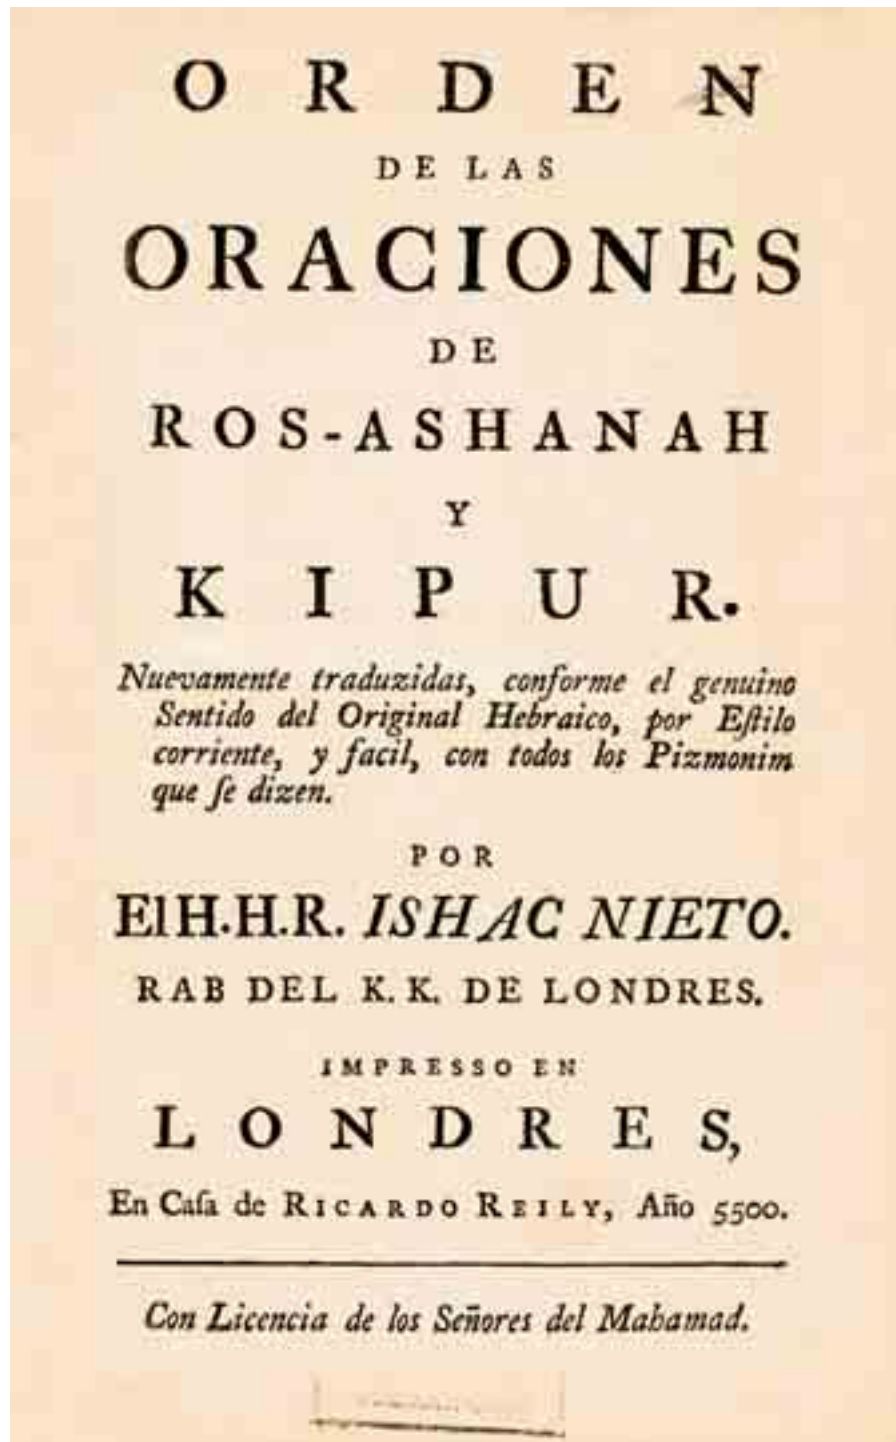 ORDEN
DE LAS
ORACIONES
DE
ROS-ASHANAH
Y
KIPUR.
Nuevamente traduzidas, conforme el genuino
Sentido del Original Hebraico, por Eſtilo
corriente, y facil, con todos los Pizmonim
que ſe dizen.
POR
El H.H.R. ISHAC NIETO.
RAB DEL K. K. DE LONDRES.
IMPRESSO EN
LONDRES,
En Caſa de RICARDO REILY, Año 5500.
Con Licencia de los Señores del Mahamad.